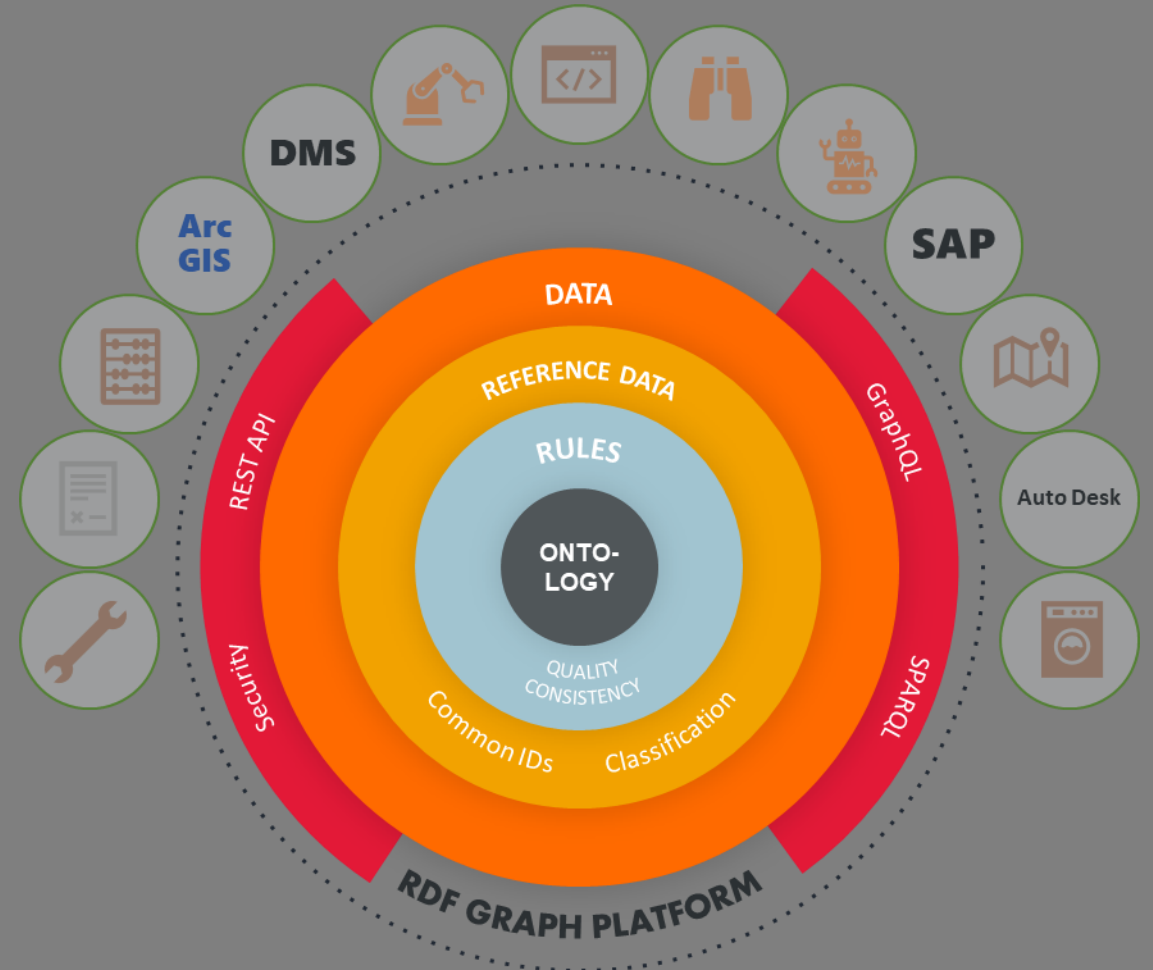 </>
DMS
Arc
GIS
SAP
Auto Desk
DATA
REFERENCE DATA
RULES
ONTO-
LOGY
QUALITY
CONSISTENCY
Common IDs
Classification
REST API
Security
GraphQL
SPARQL
RDF GRAPH PLATFORM